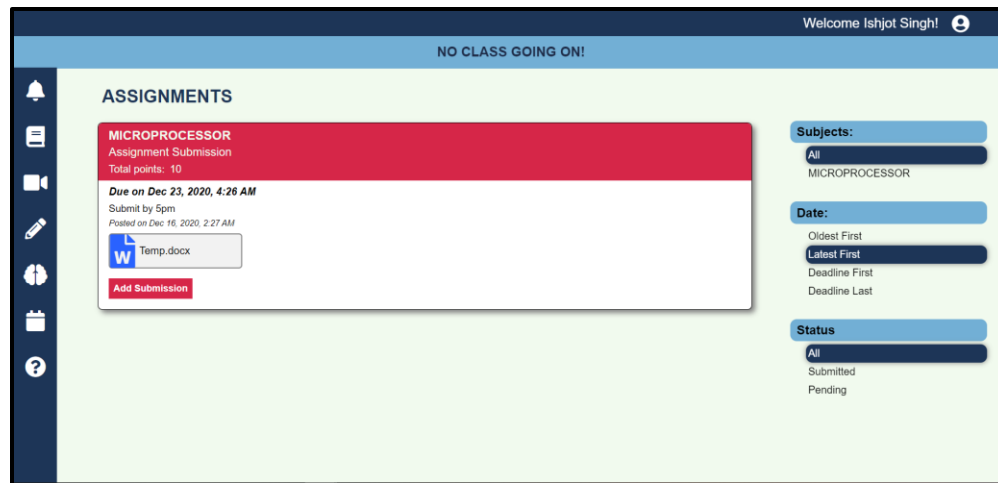 Welcome Ishjot Singh!
NO CLASS GOING ON!
ASSIGNMENTS
MICROPROCESSOR
Assignment Submission
Total points: 10
Due on Dec 23, 2020, 4:26 AM
Submit by 5pm
Posted on Dec 16, 2020, 2:27 AM
W Temp.docx
Add Submission
Subjects:
All
MICROPROCESSOR
Date:
Oldest First
Latest First
Deadline First
Deadline Last
Status
All
Submitted
Pending